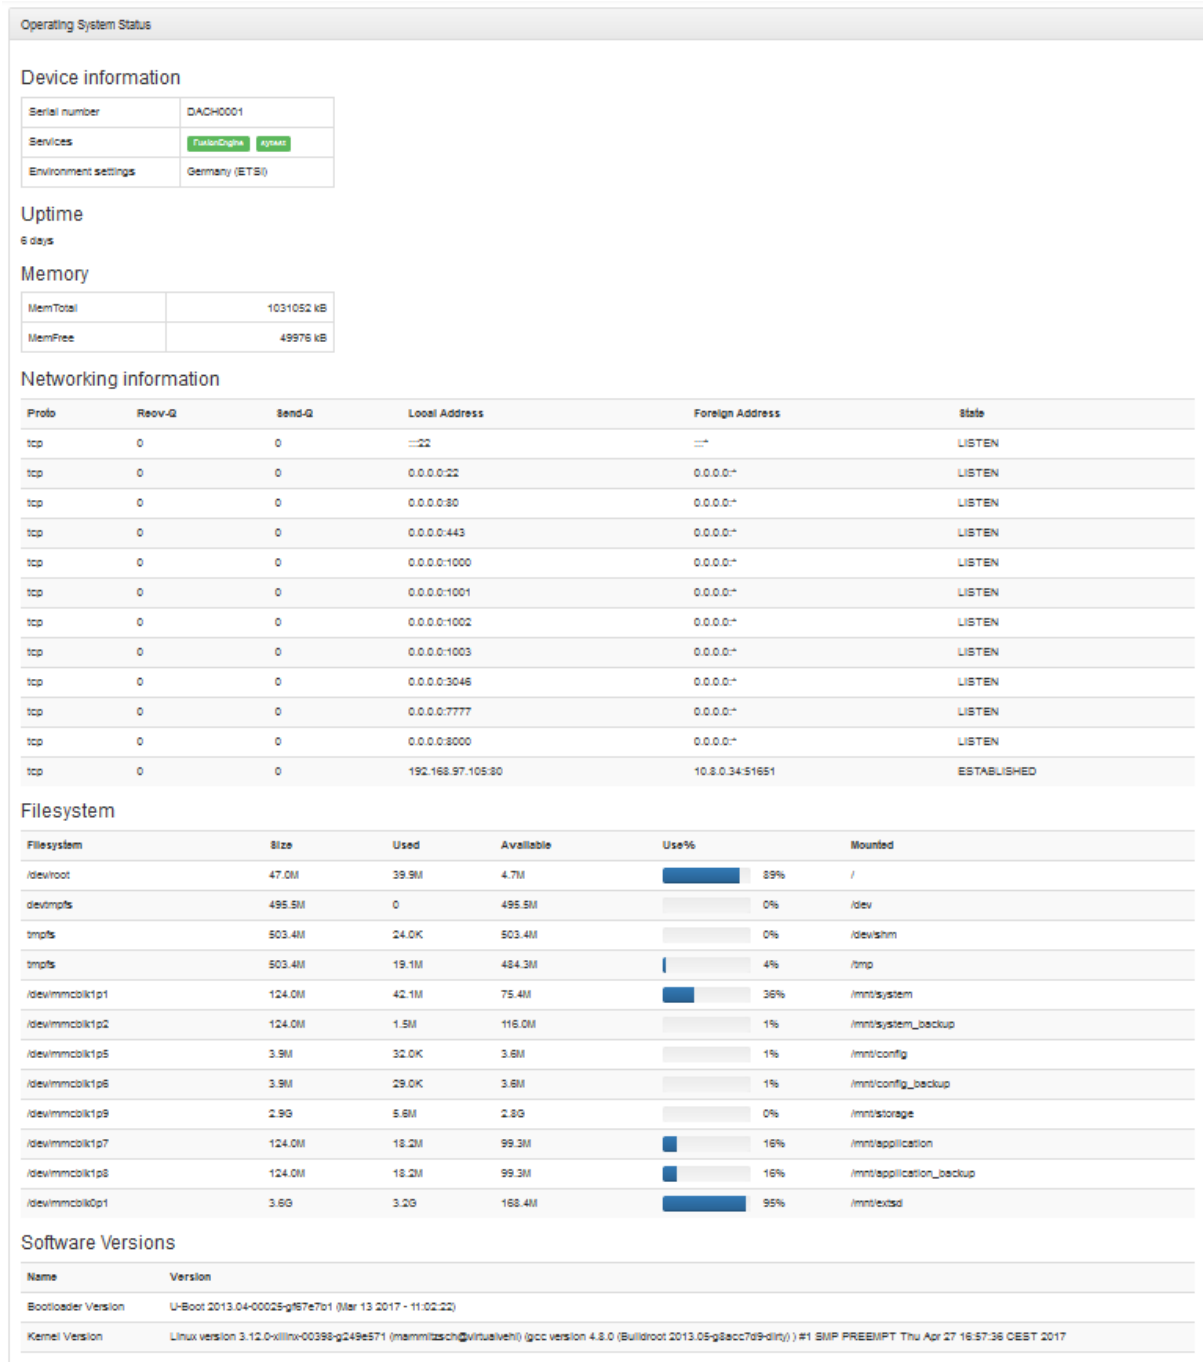 Operating System Status
Device information
Serial number DACH0001
Services FusionEngine
Environment settings Germany (ETSI)
Uptime
6 days
Memory
MemTotal 1031052 kB
MemFree 49976 kB
Networking information
Proto Recv-Q Send-Q Local Address Foreign Address State
tcp 0 0 :::22 :::* LISTEN
tcp 0 0 0.0.0.0:22 0.0.0.0:* LISTEN
tcp 0 0 0.0.0.0:80 0.0.0.0:* LISTEN
tcp 0 0 0.0.0.0:443 0.0.0.0:* LISTEN
tcp 0 0 0.0.0.0:1000 0.0.0.0:* LISTEN
tcp 0 0 0.0.0.0:1001 0.0.0.0:* LISTEN
tcp 0 0 0.0.0.0:1002 0.0.0.0:* LISTEN
tcp 0 0 0.0.0.0:1003 0.0.0.0:* LISTEN
tcp 0 0 0.0.0.0:3046 0.0.0.0:* LISTEN
tcp 0 0 0.0.0.0:7777 0.0.0.0:* LISTEN
tcp 0 0 0.0.0.0:8000 0.0.0.0:* LISTEN
tcp 0 0 192.168.97.105:80 10.8.0.34:51651 ESTABLISHED
Filesystem
Filesystem Size Used Available Use% Mounted
/dev/root 47.0M 39.9M 4.7M 89% /
devtmpfs 495.5M 0 495.5M 0% /dev
tmpfs 503.4M 24.0K 503.4M 0% /dev/shm
tmpfs 503.4M 19.1M 484.3M 4% /tmp
/dev/mmcblk1p1 124.0M 42.1M 75.4M 36% /mnt/system
/dev/mmcblk1p2 124.0M 1.5M 116.0M 1% /mnt/system_backup
/dev/mmcblk1p5 3.9M 32.0K 3.6M 1% /mnt/config
/dev/mmcblk1p6 3.9M 29.0K 3.6M 1% /mnt/config_backup
/dev/mmcblk1p9 2.9G 5.6M 2.8G 0% /mnt/storage
/dev/mmcblk1p7 124.0M 18.2M 99.3M 16% /mnt/application
/dev/mmcblk1p8 124.0M 18.2M 99.3M 16% /mnt/application_backup
/dev/mmcblk0p1 3.6G 3.2G 168.4M 95% /mnt/extsd
Software Versions
Name Version
Bootloader Version U-Boot 2013.04-00025-gf67e7b1 (Mar 13 2017 - 11:02:22)
Kernel Version Linux version 3.12.0-xilinx-00398-g249e571 (mammitzsch@virtualvehi) (gcc version 4.8.0 (Buildroot 2013.05-g8acc7d9-dirty) ) #1 SMP PREEMPT Thu Apr 27 16:57:36 CEST 2017